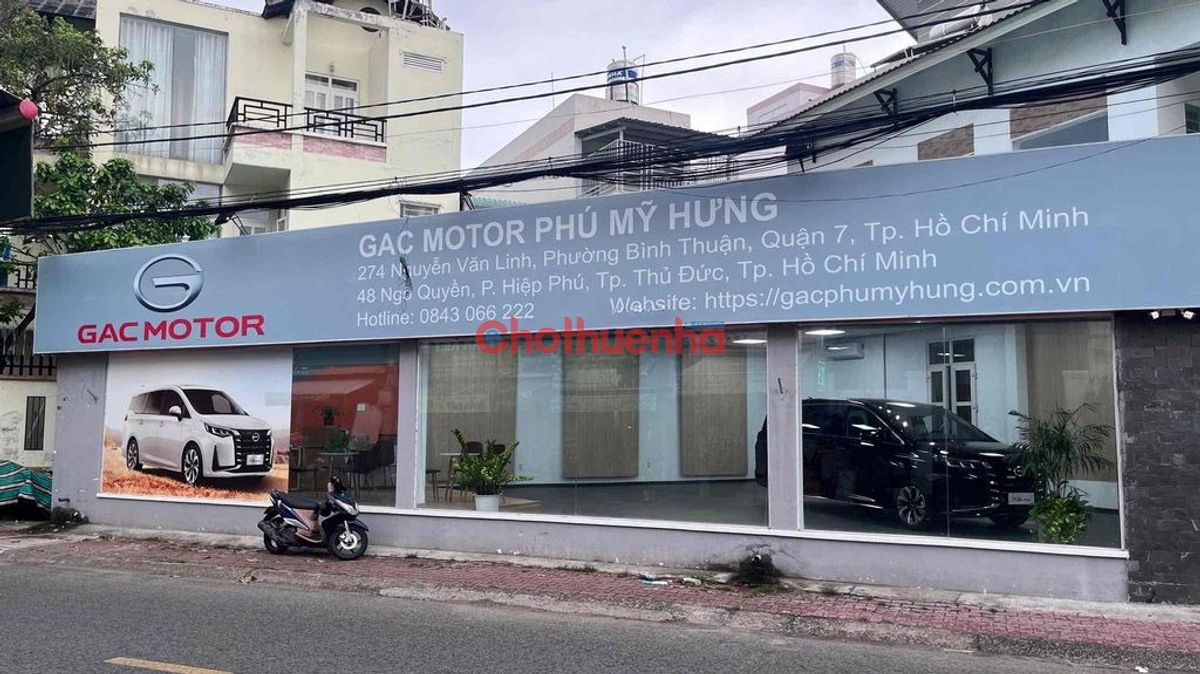 GAC MOTOR PHÚ MỸ HƯNG
274 Nguyễn Văn Linh, Phường Bình Thuận, Quận 7, Tp. Hồ Chí Minh
48 Ngô Quyền, P. Hiệp Phú, Tp. Thủ Đức, Tp. Hồ Chí Minh
Hotline: 0843 066 222
Website: https://gacphumyhung.com.vn
GAC MOTOR
Chothuenha